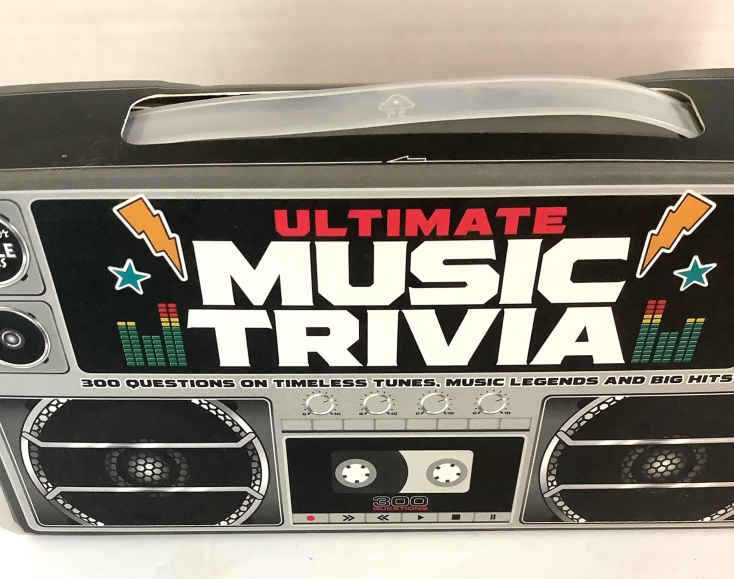 ULTIMATE
MUSIC
TRIVIA
300 QUESTIONS ON TIMELESS TUNES, MUSIC LEGENDS AND BIG HITS
300
QUESTIONS